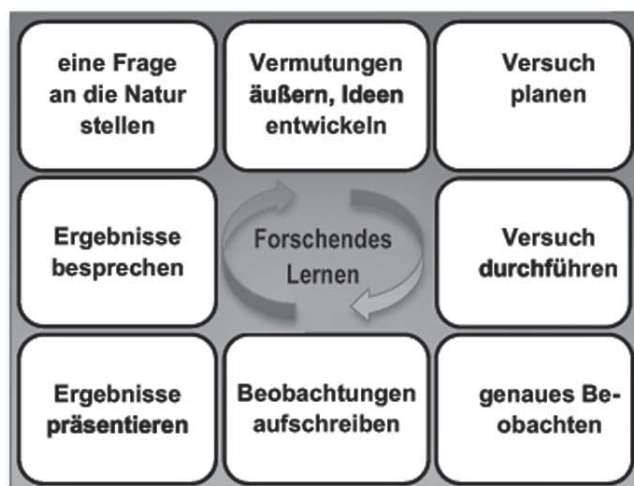 eine Frage
an die Natur
stellen
Vermutungen
äußern, Ideen
entwickeln
Versuch
planen
Ergebnisse
besprechen
Forschendes
Lernen
Versuch
durchführen
Ergebnisse
präsentieren
Beobachtungen
aufschreiben
genaues Be-
obachten